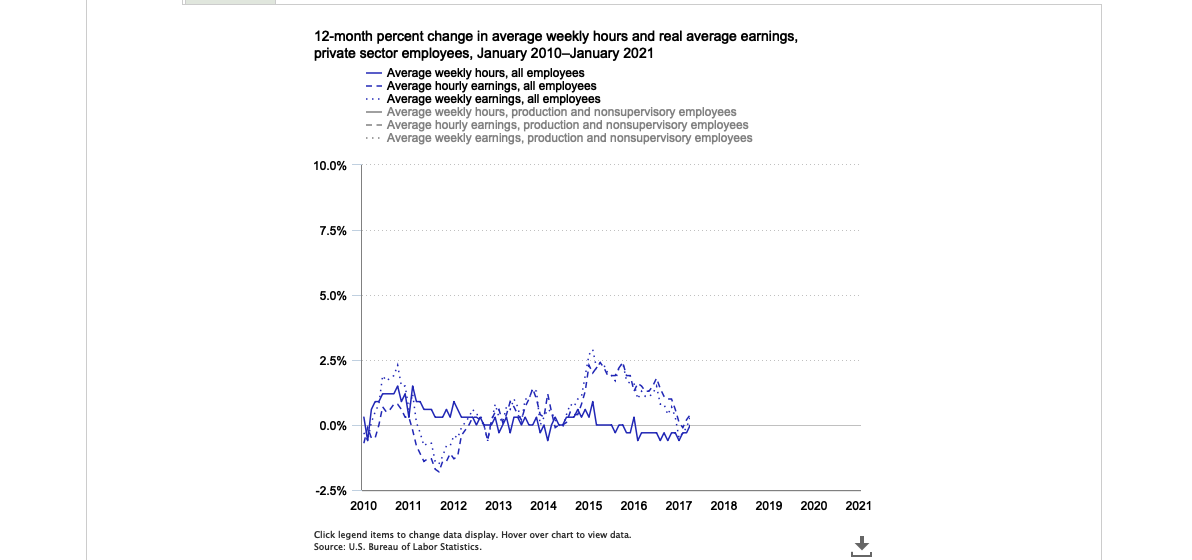 12-month percent change in average weekly hours and real average earnings,
private sector employees, January 2010–January 2021
Average weekly hours, all employees
Average hourly earnings, all employees
Average weekly earnings, all employees
Average weekly hours, production and nonsupervisory employees
Average hourly earnings, production and nonsupervisory employees
Average weekly earnings, production and nonsupervisory employees
10.0%
7.5%
5.0%
2.5%
0.0%
-2.5%
2010 2011 2012 2013 2014 2015 2016 2017 2018 2019 2020 2021
Click legend items to change data display. Hover over chart to view data.
Source: U.S. Bureau of Labor Statistics.